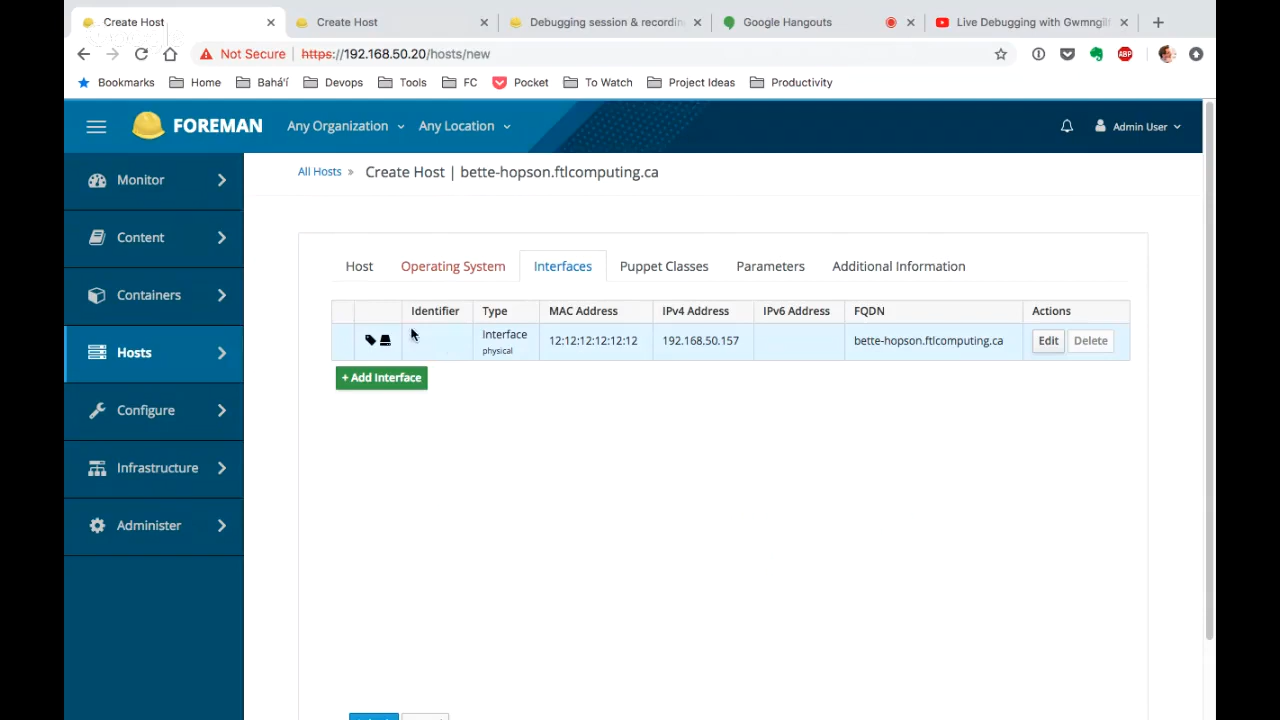 Create Host
Create Host
Debugging session & recordin
Google Hangouts
Live Debugging with Gwmngil
Not Secure
https://192.168.50.20/hosts/new
ABP
Bookmarks
Home
Bahá'í
Devops
Tools
FC
Pocket
To Watch
Project Ideas
Productivity
FOREMAN
Any Organization
Any Location
Admin User
Monitor
Content
Containers
Hosts
Configure
Infrastructure
Administer
All Hosts » Create Host | bette-hopson.ftlcomputing.ca
Host Operating System Interfaces Puppet Classes Parameters Additional Information
Identifier Type MAC Address IPv4 Address IPv6 Address FQDN Actions
Interface
physical
12:12:12:12:12:12
192.168.50.157
bette-hopson.ftlcomputing.ca
Edit
Delete
+ Add Interface